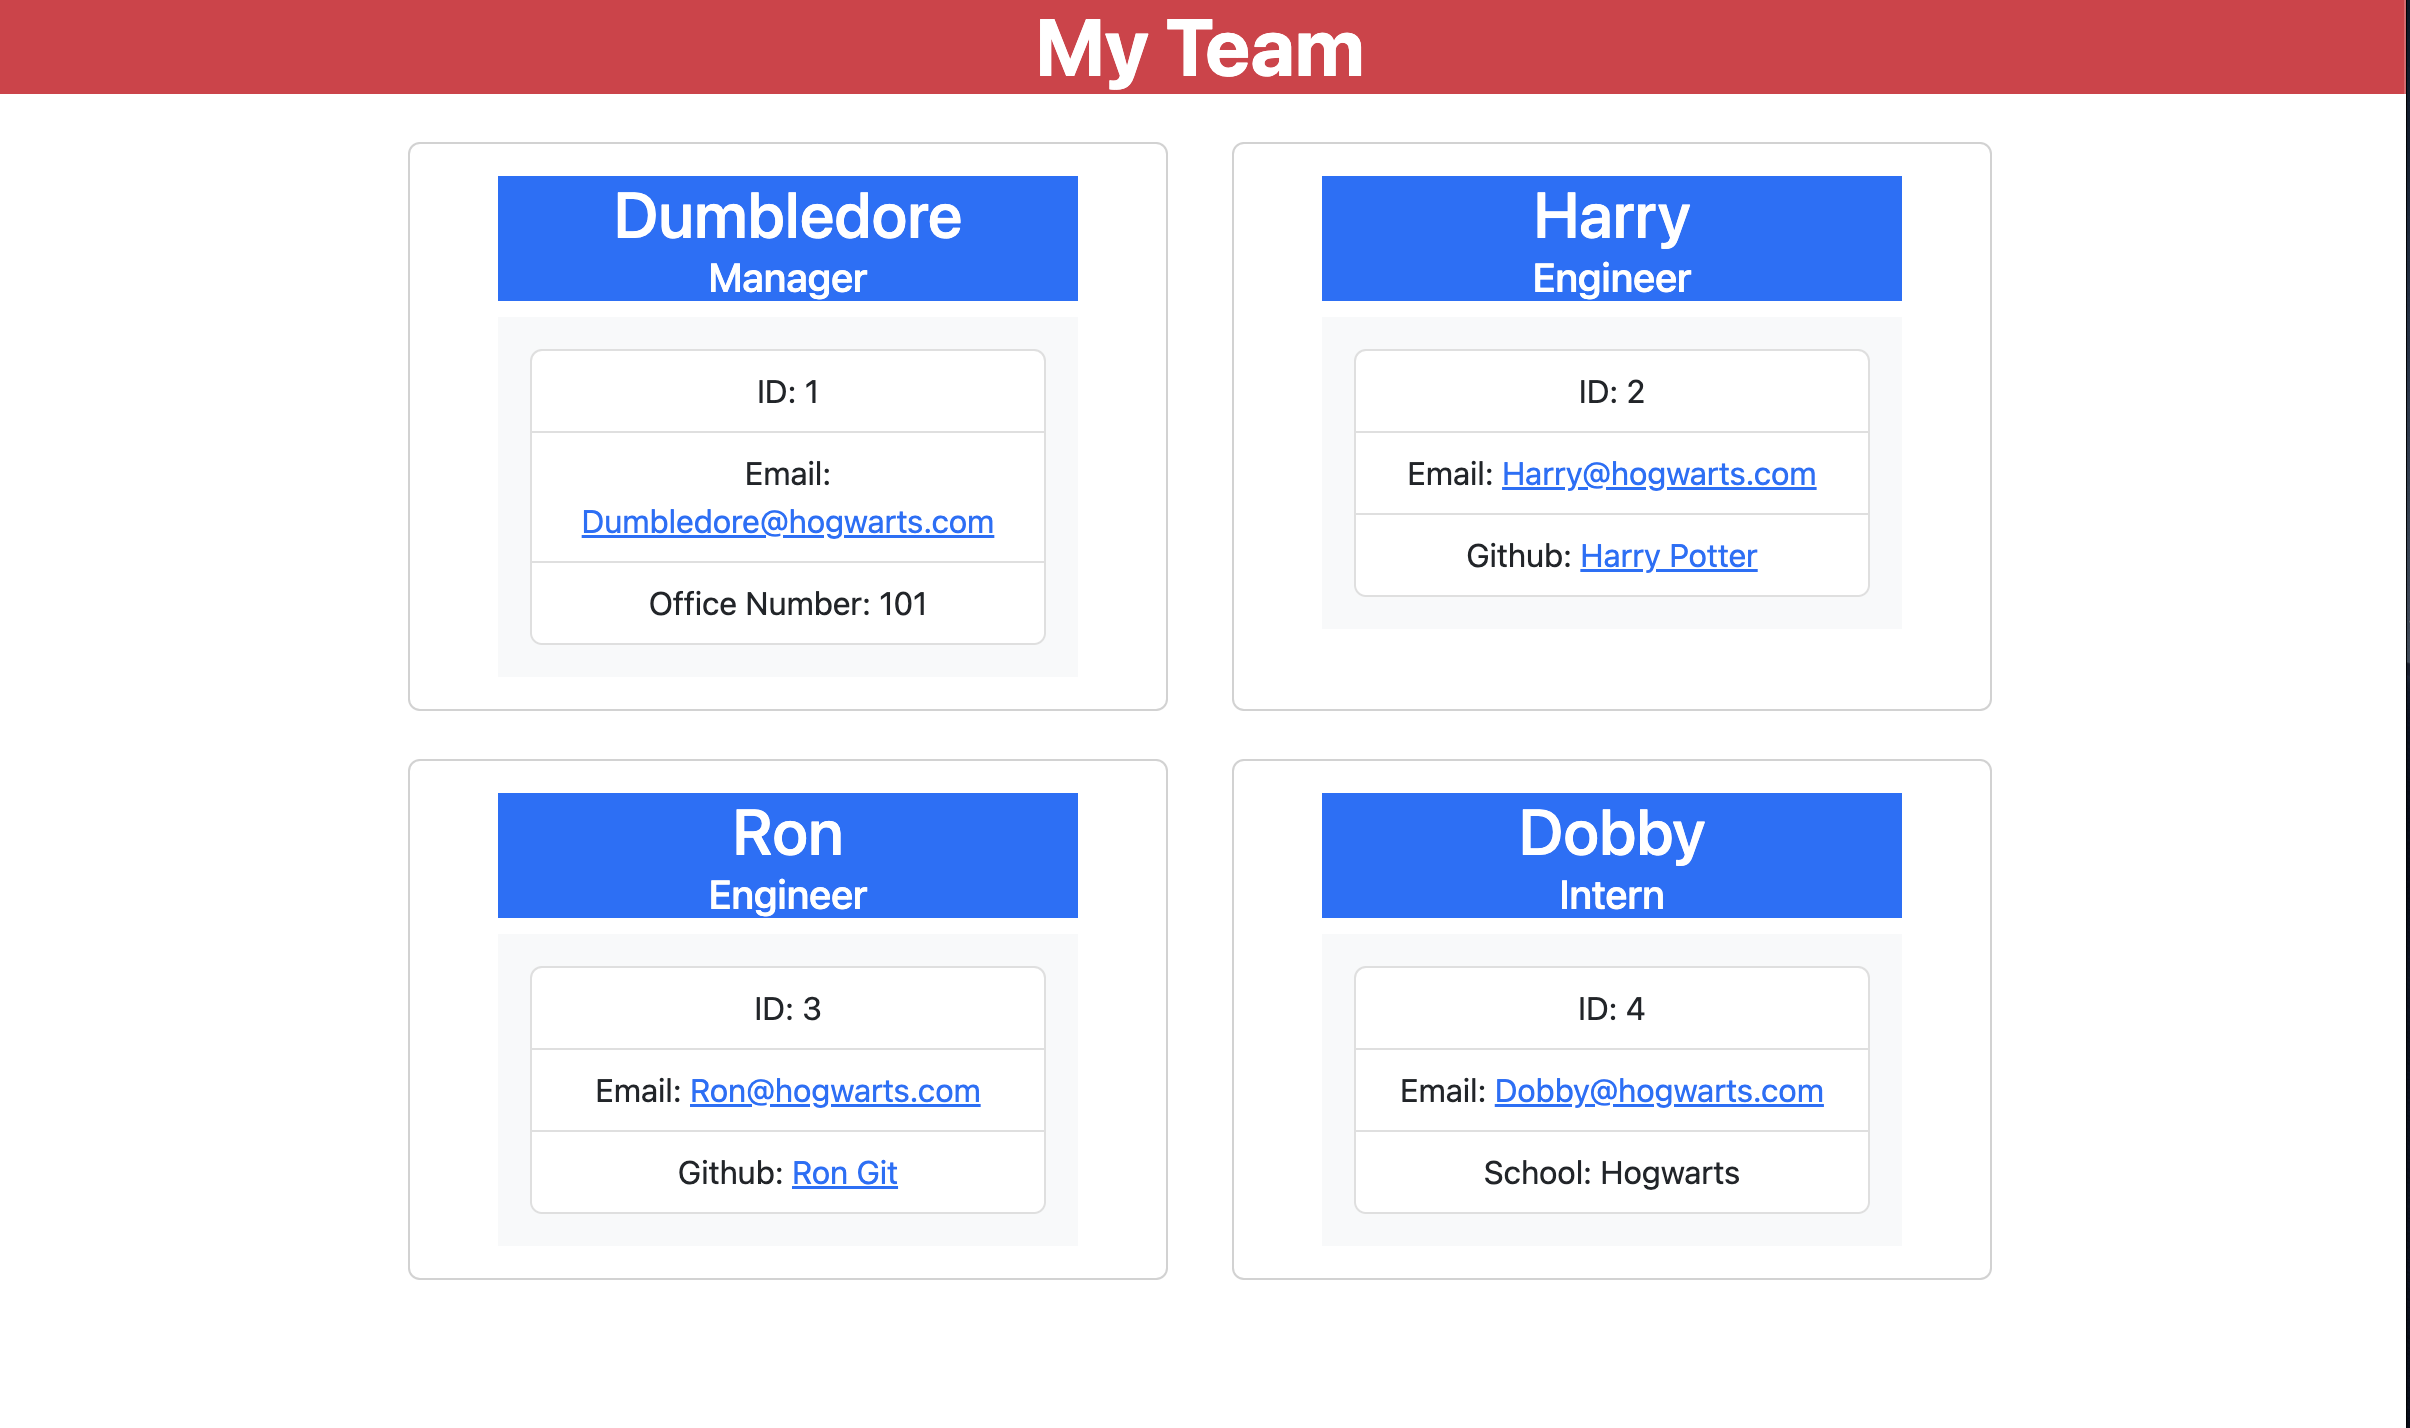 My Team
Dumbledore
Manager
ID: 1
Email:
Dumbledore@hogwarts.com
Office Number: 101
Harry
Engineer
ID: 2
Email: Harry@hogwarts.com
Github: Harry Potter
Ron
Engineer
ID: 3
Email: Ron@hogwarts.com
Github: Ron Git
Dobby
Intern
ID: 4
Email: Dobby@hogwarts.com
School: Hogwarts